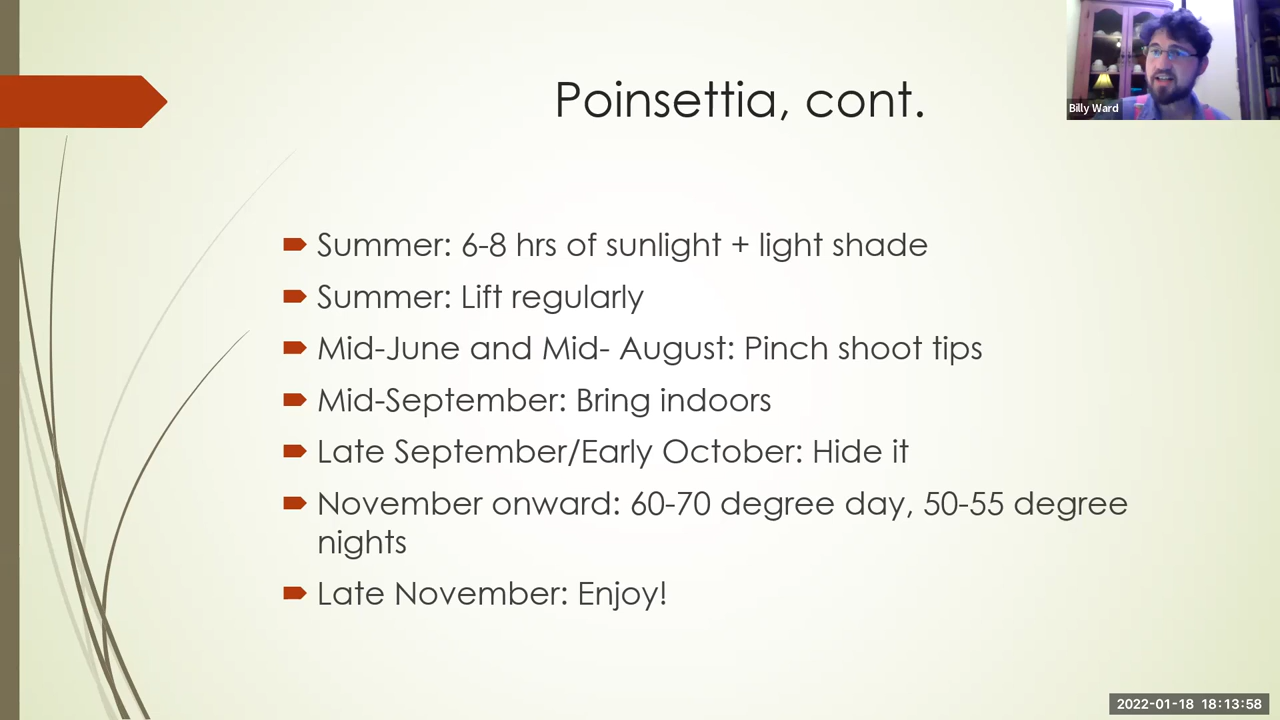 Poinsettia, cont.
Billy Ward
Summer: 6-8 hrs of sunlight + light shade
Summer: Lift regularly
Mid-June and Mid- August: Pinch shoot tips
Mid-September: Bring indoors
Late September/Early October: Hide it
November onward: 60-70 degree day, 50-55 degree
nights
Late November: Enjoy!
2022-01-18 18:13:58